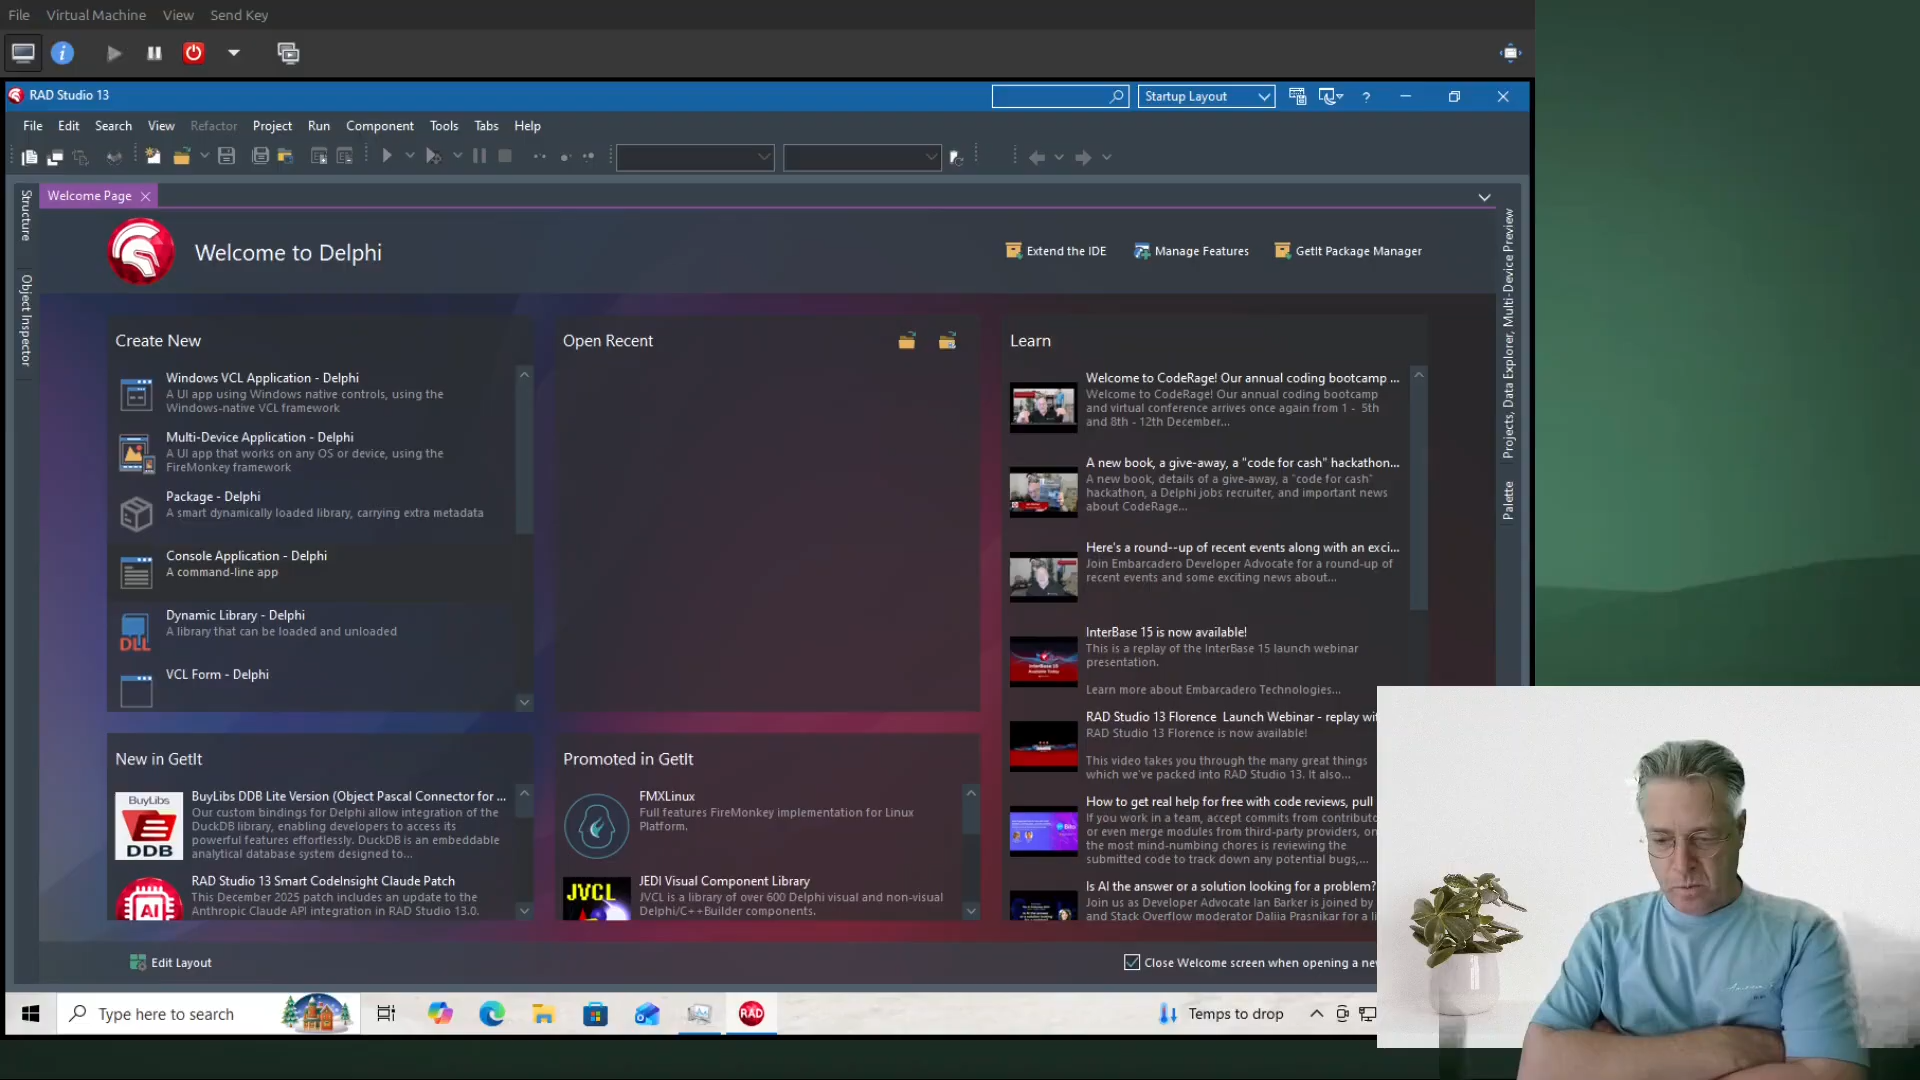 File Virtual Machine View Send Key
RAD Studio 13
Startup Layout
?
File Edit Search View Refactor Project Run Component Tools Tabs Help
Welcome Page
Structure
Object Inspector
Projects, Data Explorer, Multi-Device Preview
Palette
Welcome to Delphi
Extend the IDE
Manage Features
GetIt Package Manager
Create New
Windows VCL Application - Delphi
A UI app using Windows native controls, using the
Windows-native VCL framework
Multi-Device Application - Delphi
A UI app that works on any OS or device, using the
FireMonkey framework
Package - Delphi
A smart dynamically loaded library, carrying extra metadata
Console Application - Delphi
A command-line app
DLL
Dynamic Library - Delphi
A library that can be loaded and unloaded
VCL Form - Delphi
Open Recent
Learn
Welcome to CodeRage! Our annual coding bootcamp ...
Welcome to CodeRage! Our annual coding bootcamp
and virtual conference arrives once again from 1 - 5th
and 8th - 12th December...
A new book, a give-away, a "code for cash" hackathon...
A new book, details of a give-away, a "code for cash"
hackathon, a Delphi jobs recruiter, and important news
about CodeRage...
Here's a round--up of recent events along with an exci...
Join Embarcadero Developer Advocate for a round-up of
recent events and some exciting news about...
InterBase 15 is now available!
This is a replay of the InterBase 15 launch webinar
presentation.
Learn more about Embarcadero Technologies...
RAD Studio 13 Florence Launch Webinar - replay wit
RAD Studio 13 Florence is now available!
This video takes you through the many great things
which we've packed into RAD Studio 13. It also...
How to get real help for free with code reviews, pull
If you work in a team, accept commits from contributo
or even merge modules from third-party providers, on
the most mind-numbing chores is reviewing the
submitted code to track down any potential bugs,...
Is AI the answer or a solution looking for a problem?
Join us as Developer Advocate Ian Barker is joined by
and Stack Overflow moderator Dalija Prasnikar for a li
New in GetIt
BuyLibs
DDB
BuyLibs DDB Lite Version (Object Pascal Connector for ...
Our custom bindings for Delphi allow integration of the
DuckDB library, enabling developers to access its
powerful features effortlessly. DuckDB is an embeddable
analytical database system designed to...
AI
RAD Studio 13 Smart CodeInsight Claude Patch
This December 2025 patch includes an update to the
Anthropic Claude API integration in RAD Studio 13.0.
Promoted in GetIt
FMXLinux
Full features FireMonkey implementation for Linux
Platform.
JVCL
JEDI Visual Component Library
JVCL is a library of over 600 Delphi visual and non-visual
Delphi/C++Builder components.
Edit Layout
Close Welcome screen when opening a ne
Type here to search
RAD
Temps to drop